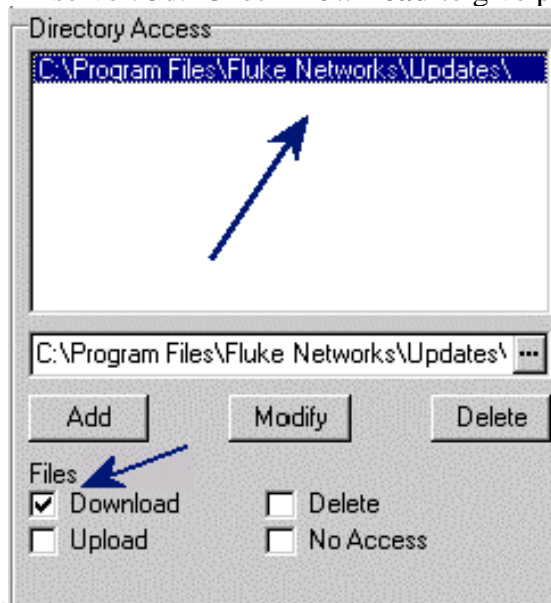 Directory Access
C:\Program Files\Fluke Networks\Updates\
C:\Program Files\Fluke Networks\Updates\ ...
Add Modify Delete
Files
Download Delete
Upload No Access